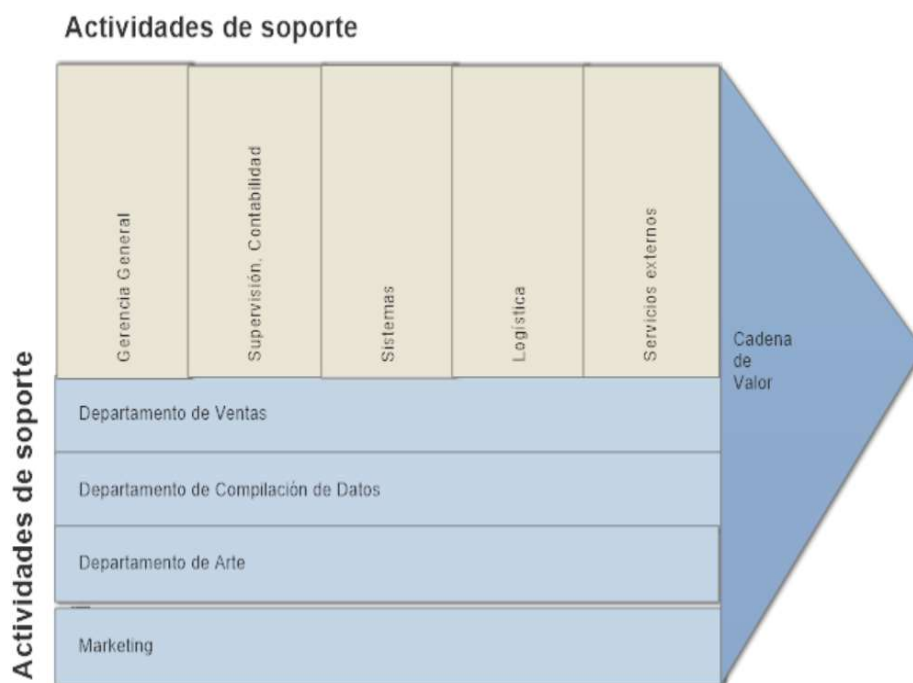 Actividades de soporte
Gerencia General
Supervisión, Contabilidad
Sistemas
Logística
Servicios externos
Cadena
de
Valor
Actividades de soporte
Departamento de Ventas
Departamento de Compilación de Datos
Departamento de Arte
Marketing